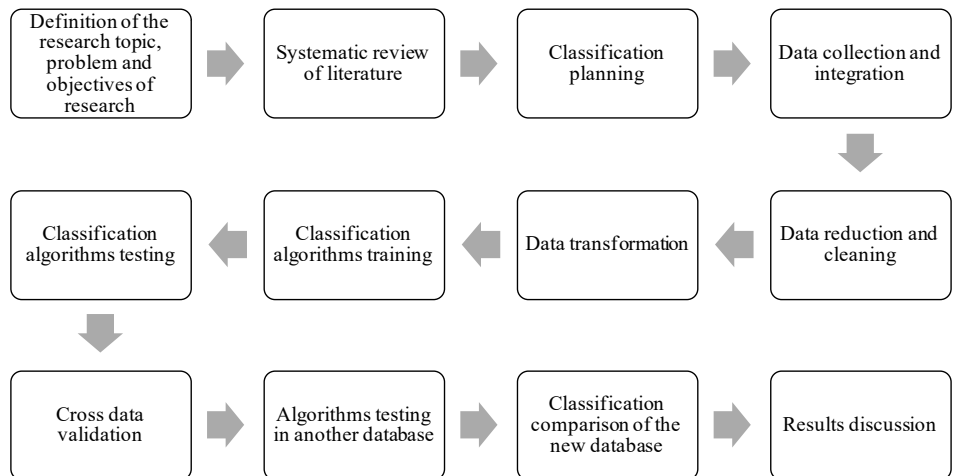 Definition of the
research topic,
problem and
objectives of
research
Systematic review
of literature
Classification
planning
Data collection and
integration
Data reduction and
cleaning
Data transformation
Classification
algorithms training
Classification
algorithms testing
Cross data
validation
Algorithms testing
in another database
Classification
comparison of the
new database
Results discussion